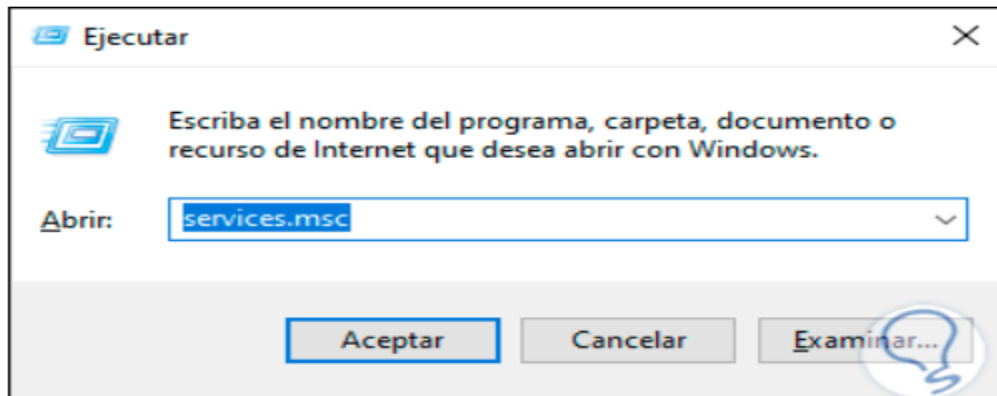 Ejecutar
Escriba el nombre del programa, carpeta, documento o
recurso de Internet que desea abrir con Windows.
Abrir: services.msc
Aceptar Cancelar Examinar...